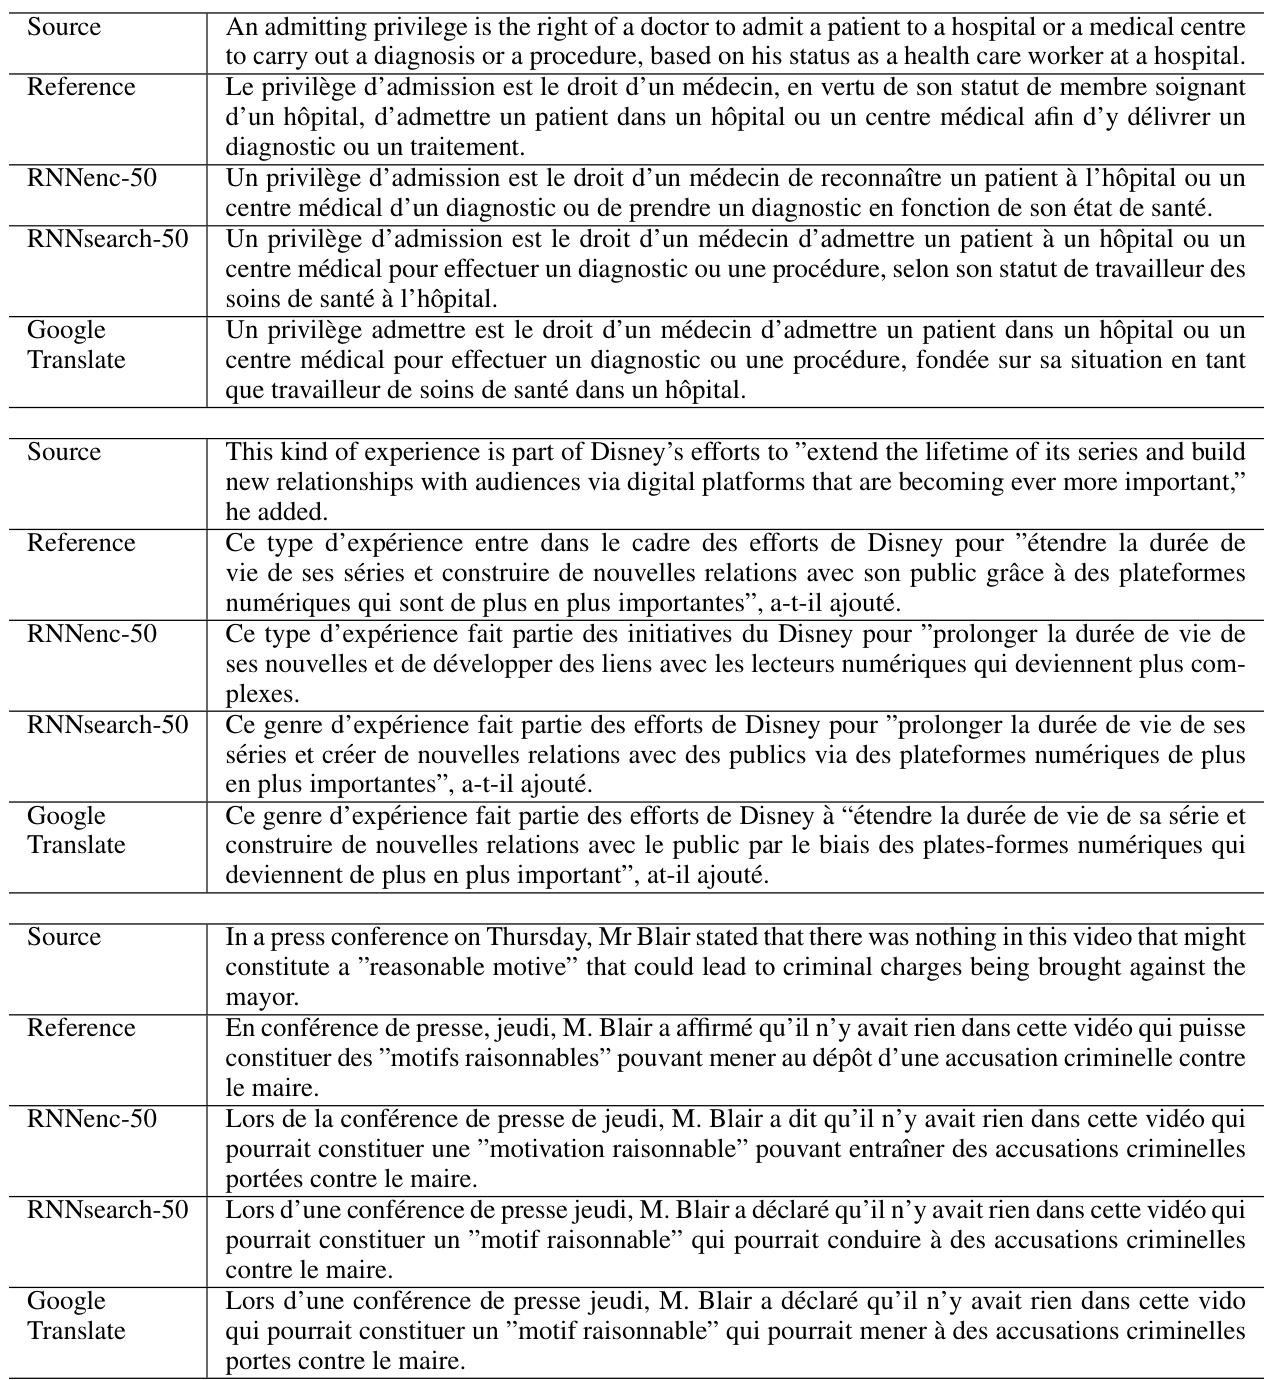 Source An admitting privilege is the right of a doctor to admit a patient to a hospital or a medical centre
to carry out a diagnosis or a procedure, based on his status as a health care worker at a hospital.
Reference Le privilège d'admission est le droit d'un médecin, en vertu de son statut de membre soignant
d'un hôpital, d'admettre un patient dans un hôpital ou un centre médical afin d'y délivrer un
diagnostic ou un traitement.
RNNenc-50 Un privilège d'admission est le droit d'un médecin de reconnaître un patient à l'hôpital ou un
centre médical d'un diagnostic ou de prendre un diagnostic en fonction de son état de santé.
RNNsearch-50 Un privilège d'admission est le droit d'un médecin d'admettre un patient à un hôpital ou un
centre médical pour effectuer un diagnostic ou une procédure, selon son statut de travailleur des
soins de santé à l'hôpital.
Google Un privilège admettre est le droit d'un médecin d'admettre un patient dans un hôpital ou un
Translate centre médical pour effectuer un diagnostic ou une procédure, fondée sur sa situation en tant
que travailleur de soins de santé dans un hôpital.
Source This kind of experience is part of Disney's efforts to ”extend the lifetime of its series and build
new relationships with audiences via digital platforms that are becoming ever more important,”
he added.
Reference Ce type d'expérience entre dans le cadre des efforts de Disney pour ”étendre la durée de
vie de ses séries et construire de nouvelles relations avec son public grâce à des plateformes
numériques qui sont de plus en plus importantes”, a-t-il ajouté.
RNNenc-50 Ce type d'expérience fait partie des initiatives du Disney pour ”prolonger la durée de vie de
ses nouvelles et de développer des liens avec les lecteurs numériques qui deviennent plus com-
plexes.
RNNsearch-50 Ce genre d'expérience fait partie des efforts de Disney pour ”prolonger la durée de vie de ses
séries et créer de nouvelles relations avec des publics via des plateformes numériques de plus
en plus importantes”, a-t-il ajouté.
Google Ce genre d'expérience fait partie des efforts de Disney à “étendre la durée de vie de sa série et
Translate construire de nouvelles relations avec le public par le biais des plates-formes numériques qui
deviennent de plus en plus important”, at-il ajouté.
Source In a press conference on Thursday, Mr Blair stated that there was nothing in this video that might
constitute a ”reasonable motive” that could lead to criminal charges being brought against the
mayor.
Reference En conférence de presse, jeudi, M. Blair a affirmé qu'il n'y avait rien dans cette vidéo qui puisse
constituer des ”motifs raisonnables” pouvant mener au dépôt d'une accusation criminelle contre
le maire.
RNNenc-50 Lors de la conférence de presse de jeudi, M. Blair a dit qu'il n'y avait rien dans cette vidéo qui
pourrait constituer une ”motivation raisonnable” pouvant entraîner des accusations criminelles
portées contre le maire.
RNNsearch-50 Lors d'une conférence de presse jeudi, M. Blair a déclaré qu'il n'y avait rien dans cette vidéo qui
pourrait constituer un ”motif raisonnable” qui pourrait conduire à des accusations criminelles
contre le maire.
Google Lors d'une conférence de presse jeudi, M. Blair a déclaré qu'il n'y avait rien dans cette vido
Translate qui pourrait constituer un ”motif raisonnable” qui pourrait mener à des accusations criminelles
portes contre le maire.